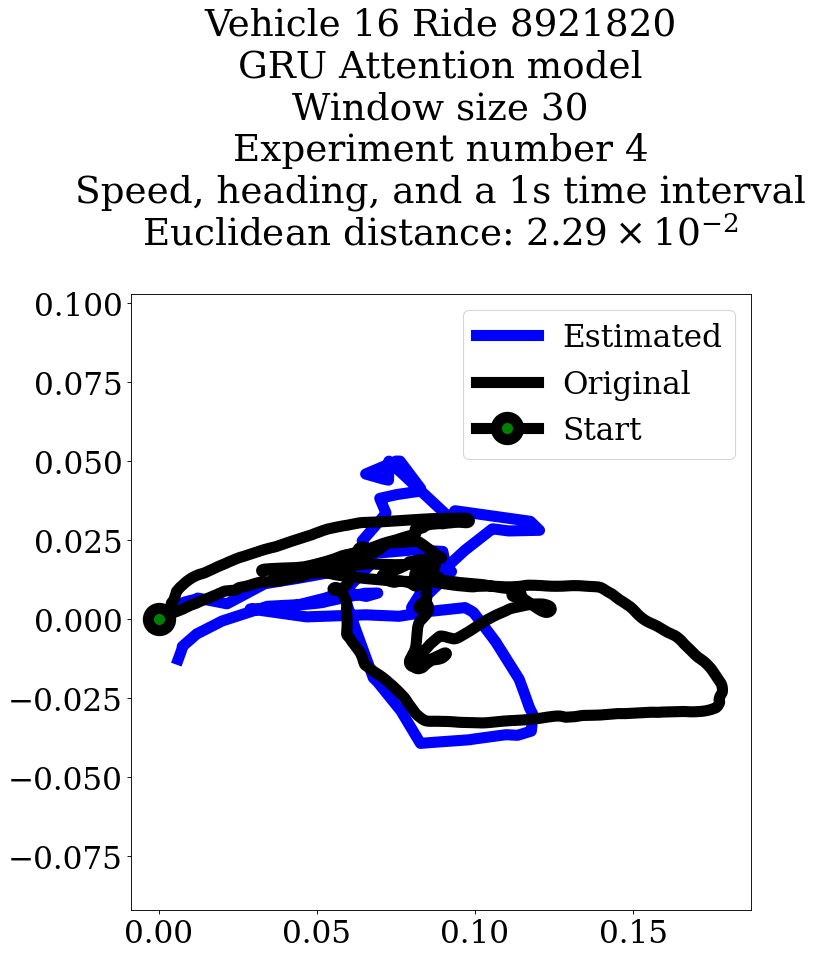 Vehicle 16 Ride 8921820
GRU Attention model
Window size 30
Experiment number 4
Speed, heading, and a 1s time interval
Euclidean distance: 2.29 × 10⁻²
0.100
0.075
0.050
0.025
0.000
−0.025
−0.050
−0.075
Estimated
Original
Start
0.00
0.05
0.10
0.15